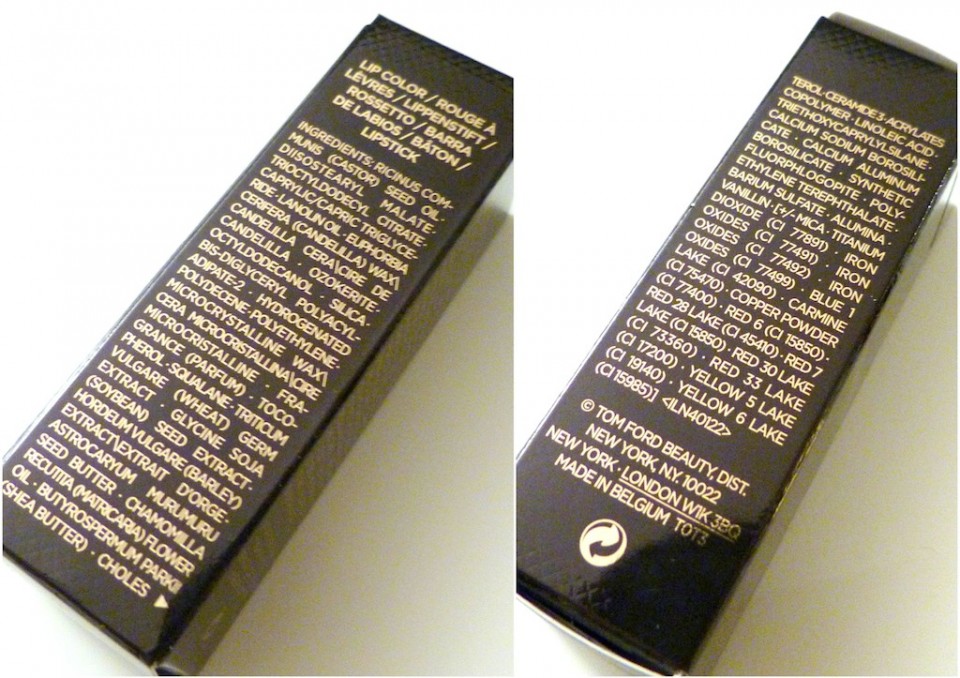 LIP COLOR / ROUGE À
LÈVRES / LIPPENSTIFT /
ROSSETTO / BARRA
DE LABIOS / BÂTON /
LIPSTICK
INGREDIENTS: RICINUS COM-
MUNIS (CASTOR) SEED OIL ·
DIISOSTEARYL MALATE ·
TRIOCTYLDODECYL CITRATE ·
CAPRYLIC/CAPRIC TRIGLYCE-
RIDE · LANOLIN OIL · EUPHORBIA
CERIFERA (CANDELILLA) WAX\
CANDELILLA CERA\CIRE DE
CANDELILLA · OZOKERITE ·
OCTYLDODECANOL · SILICA ·
BIS-DIGLYCERYL POLYACYL-
ADIPATE-2 · HYDROGENATED
POLYDECENE · POLYETHYLENE ·
MICROCRYSTALLINE WAX\
CERA MICROCRISTALLINA\CIRE
MICROCRISTALLINE · FRA-
GRANCE (PARFUM) · TOCO-
PHEROL · SQUALANE · TRITICUM
VULGARE (WHEAT) GERM
EXTRACT · GLYCINE SOJA
(SOYBEAN) SEED EXTRACT ·
HORDEUM VULGARE (BARLEY)
EXTRACT\EXTRAIT D'ORGE ·
ASTROCARYUM MURUMURU
SEED BUTTER · CHAMOMILLA
RECUTITA (MATRICARIA) FLOWER
OIL · BUTYROSPERMUM PARKII
(SHEA BUTTER) · CHOLES ▶
TEROL · CERAMIDE 3 · ACRYLATES
COPOLYMER · LINOLEIC ACID ·
TRIETHOXYCAPRYLYLSILANE ·
CALCIUM SODIUM BOROSILI-
CATE · CALCIUM ALUMINUM
BOROSILICATE · SYNTHETIC
FLUORPHLOGOPITE · POLY-
ETHYLENE TEREPHTHALATE ·
BARIUM SULFATE · ALUMINA ·
VANILLIN · [+/- MICA · TITANIUM
DIOXIDE (CI 77891) · IRON
OXIDES (CI 77491) · IRON
OXIDES (CI 77492) · IRON
OXIDES (CI 77499) · BLUE 1
LAKE (CI 42090) · CARMINE
(CI 75470) · COPPER POWDER
(CI 77400) · RED 6 (CI 15850) ·
RED 28 LAKE (CI 45410) · RED 7
LAKE (CI 15850) · RED 30 LAKE
(CI 73360) · RED 33 LAKE
(CI 17200) · YELLOW 5 LAKE
(CI 19140) · YELLOW 6 LAKE
(CI 15985)] <ILN40122>
© TOM FORD BEAUTY, DIST.
NEW YORK, N.Y. 10022
NEW YORK · LONDON W1K 3BQ
MADE IN BELGIUM T0T3